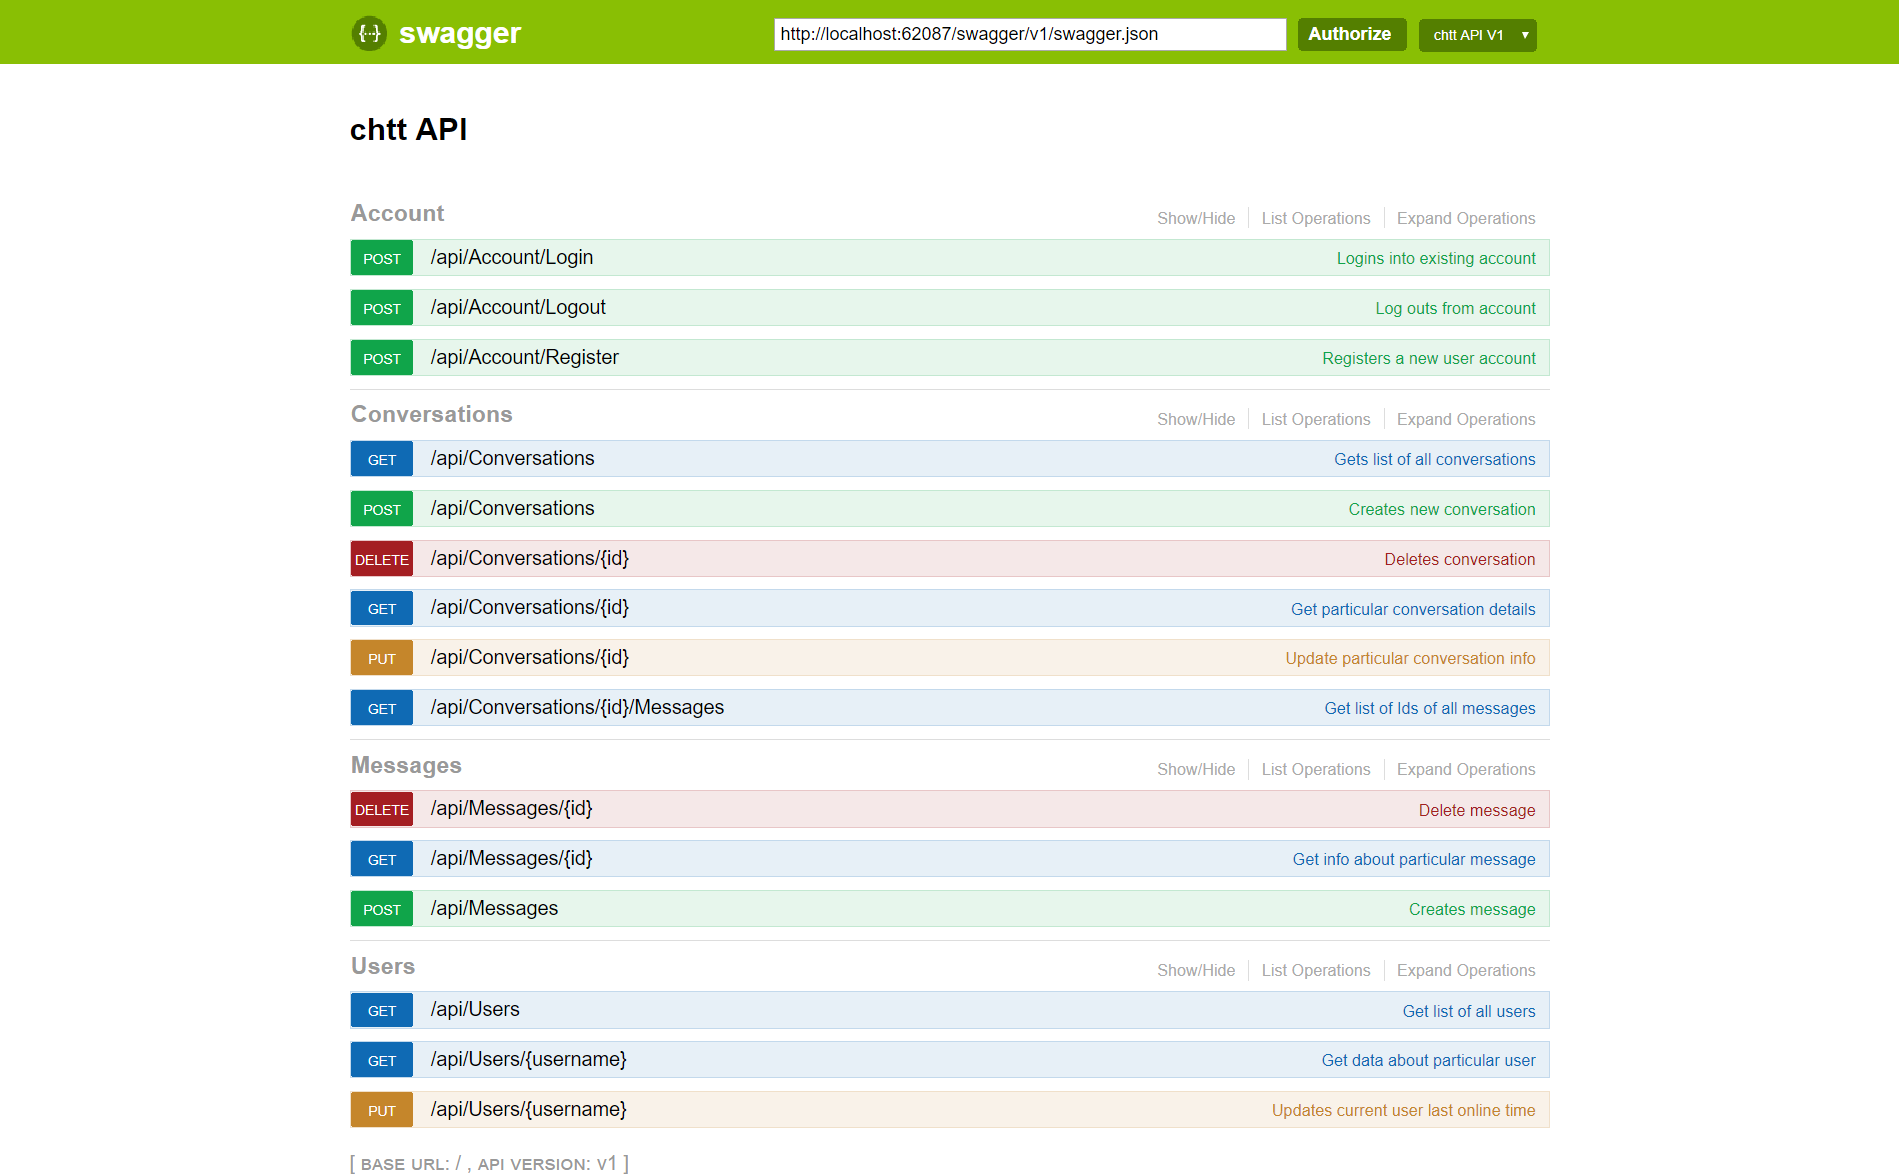 {···} swagger http://localhost:62087/swagger/v1/swagger.json Authorize chtt API V1
chtt API
Account Show/Hide List Operations Expand Operations
POST /api/Account/Login Logins into existing account
POST /api/Account/Logout Log outs from account
POST /api/Account/Register Registers a new user account
Conversations Show/Hide List Operations Expand Operations
GET /api/Conversations Gets list of all conversations
POST /api/Conversations Creates new conversation
DELETE /api/Conversations/{id} Deletes conversation
GET /api/Conversations/{id} Get particular conversation details
PUT /api/Conversations/{id} Update particular conversation info
GET /api/Conversations/{id}/Messages Get list of Ids of all messages
Messages Show/Hide List Operations Expand Operations
DELETE /api/Messages/{id} Delete message
GET /api/Messages/{id} Get info about particular message
POST /api/Messages Creates message
Users Show/Hide List Operations Expand Operations
GET /api/Users Get list of all users
GET /api/Users/{username} Get data about particular user
PUT /api/Users/{username} Updates current user last online time
[ BASE URL: / , API VERSION: V1 ]